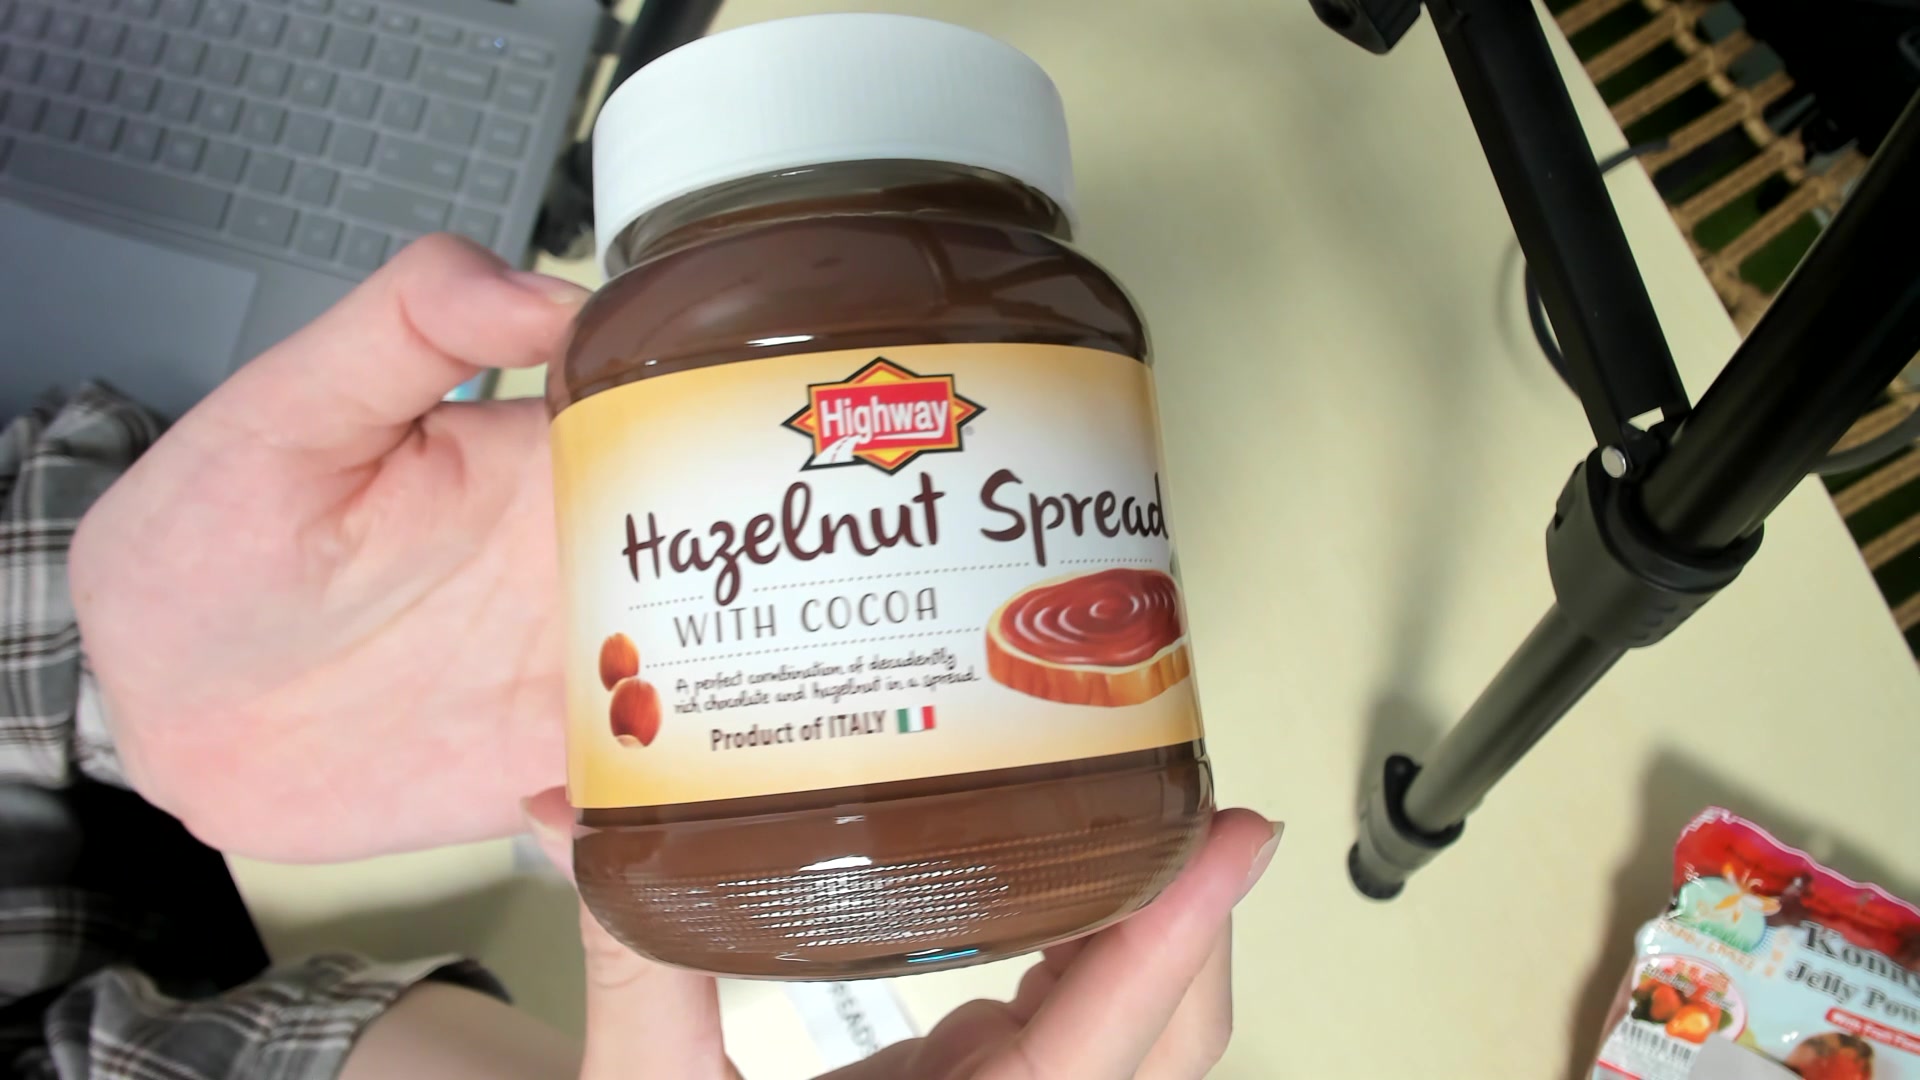 Highway
Hazelnut Spread
WITH COCOA
A perfect combination of decadently
rich chocolate and hazelnut in a spread.
Product of ITALY
Jelly Pow